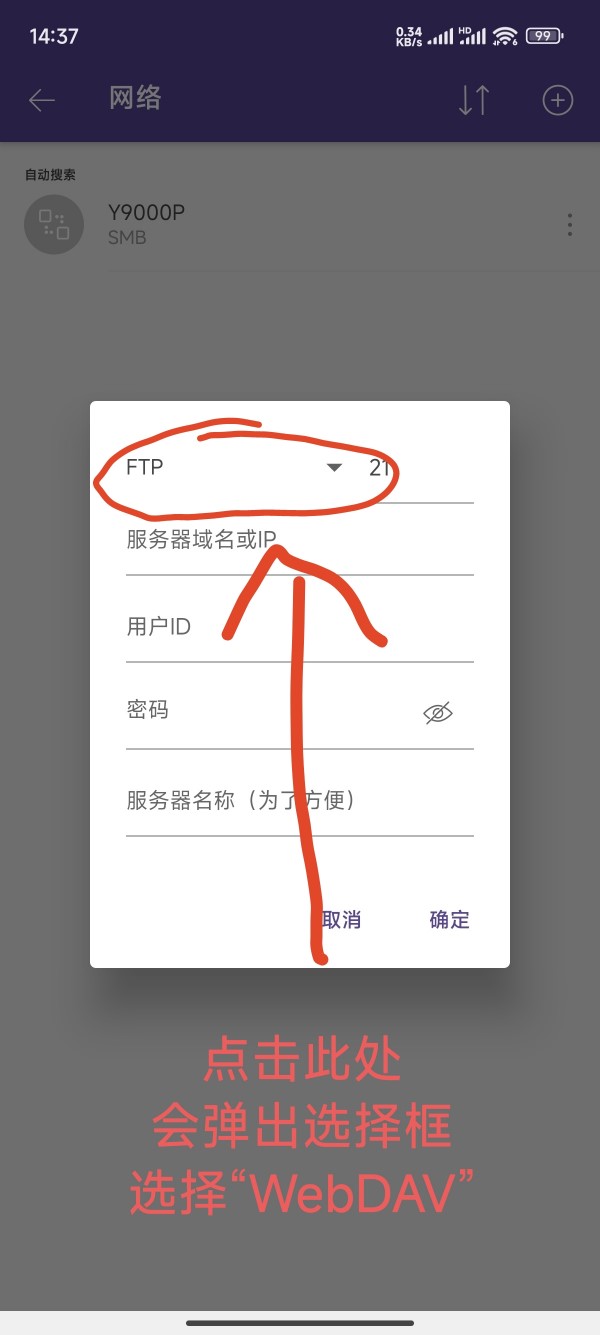 14:37
0.34
KB/s
HD
6
99
网络
自动搜索
Y9000P
SMB
FTP 21
服务器域名或IP
用户ID
密码
服务器名称（为了方便）
取消 确定
点击此处
会弹出选择框
选择“WebDAV”